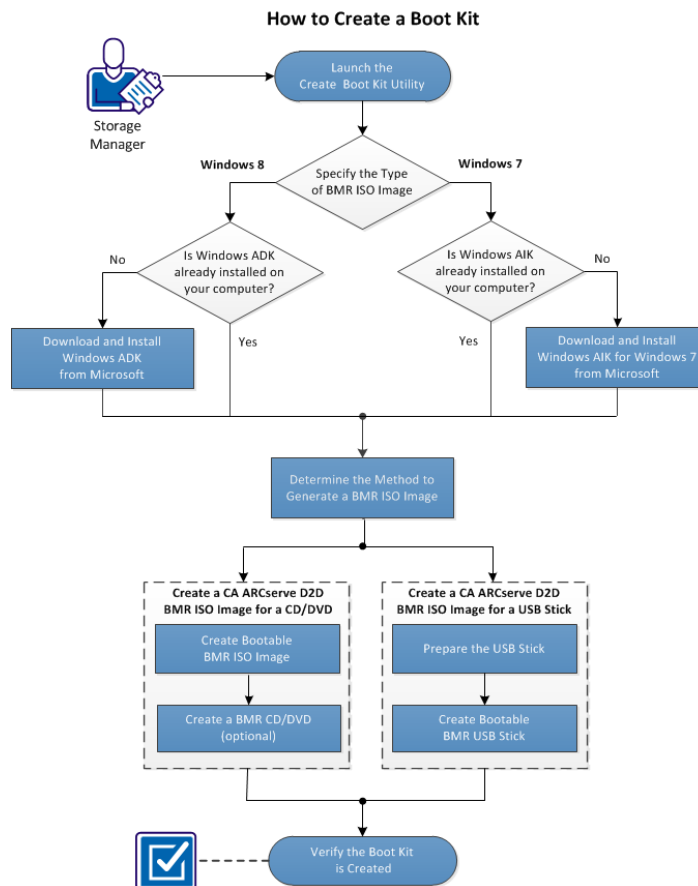 How to Create a Boot Kit
Launch the
Create Boot Kit Utility
Storage
Manager
Windows 8
Windows 7
Specify the Type
of BMR ISO Image
Is Windows ADK
already installed on
your computer?
No
Is Windows AIK
already installed on
your computer?
No
Download and Install
Windows ADK
from Microsoft
Yes
Yes
Download and Install
Windows AIK for Windows 7
from Microsoft
Determine the Method to
Generate a BMR ISO Image
Create a CA ARCserve D2D
BMR ISO Image for a CD/DVD
Create Bootable
BMR ISO Image
Create a BMR CD/DVD
(optional)
Create a CA ARCserve D2D
BMR ISO Image for a USB Stick
Prepare the USB Stick
Create Bootable
BMR USB Stick
Verify the Boot Kit
is Created